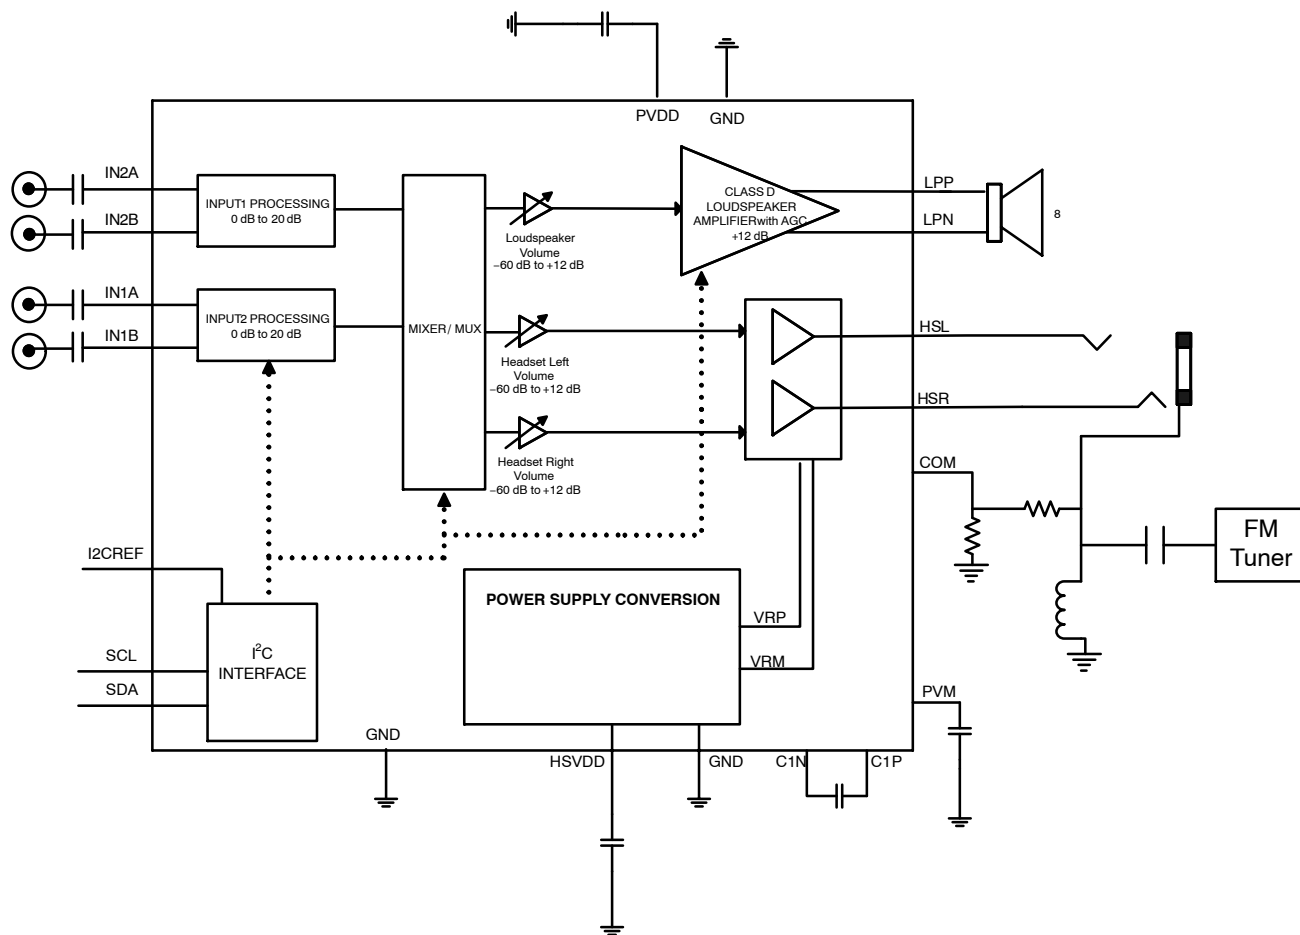 PVDD
GND
IN2A
IN2B
INPUT1 PROCESSING
0 dB to 20 dB
IN1A
IN1B
INPUT2 PROCESSING
0 dB to 20 dB
MIXER/ MUX
Loudspeaker
Volume
−60 dB to +12 dB
Headset Left
Volume
−60 dB to +12 dB
Headset Right
Volume
−60 dB to +12 dB
CLASS D
LOUDSPEAKER
AMPLIFIERwith AGC
+12 dB
LPP
LPN
8
HSL
HSR
COM
FM
Tuner
I2CREF
SCL
SDA
I2C
INTERFACE
POWER SUPPLY CONVERSION
VRP
VRM
PVM
GND
HSVDD
GND
C1N
C1P